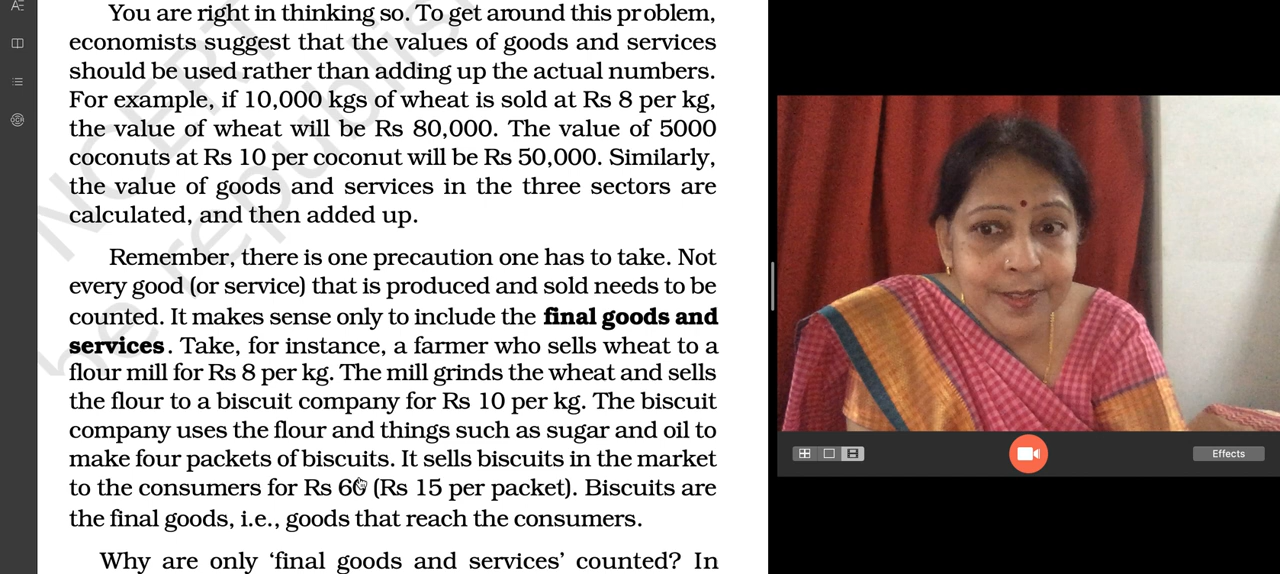 You are right in thinking so. To get around this problem,
economists suggest that the values of goods and services
should be used rather than adding up the actual numbers.
For example, if 10,000 kgs of wheat is sold at Rs 8 per kg,
the value of wheat will be Rs 80,000. The value of 5000
coconuts at Rs 10 per coconut will be Rs 50,000. Similarly,
the value of goods and services in the three sectors are
calculated, and then added up.
Remember, there is one precaution one has to take. Not
every good (or service) that is produced and sold needs to be
counted. It makes sense only to include the final goods and
services. Take, for instance, a farmer who sells wheat to a
flour mill for Rs 8 per kg. The mill grinds the wheat and sells
the flour to a biscuit company for Rs 10 per kg. The biscuit
company uses the flour and things such as sugar and oil to
make four packets of biscuits. It sells biscuits in the market
to the consumers for Rs 60 (Rs 15 per packet). Biscuits are
the final goods, i.e., goods that reach the consumers.
Why are only ‘final goods and services’ counted? In
NCERT
be republish
Effects